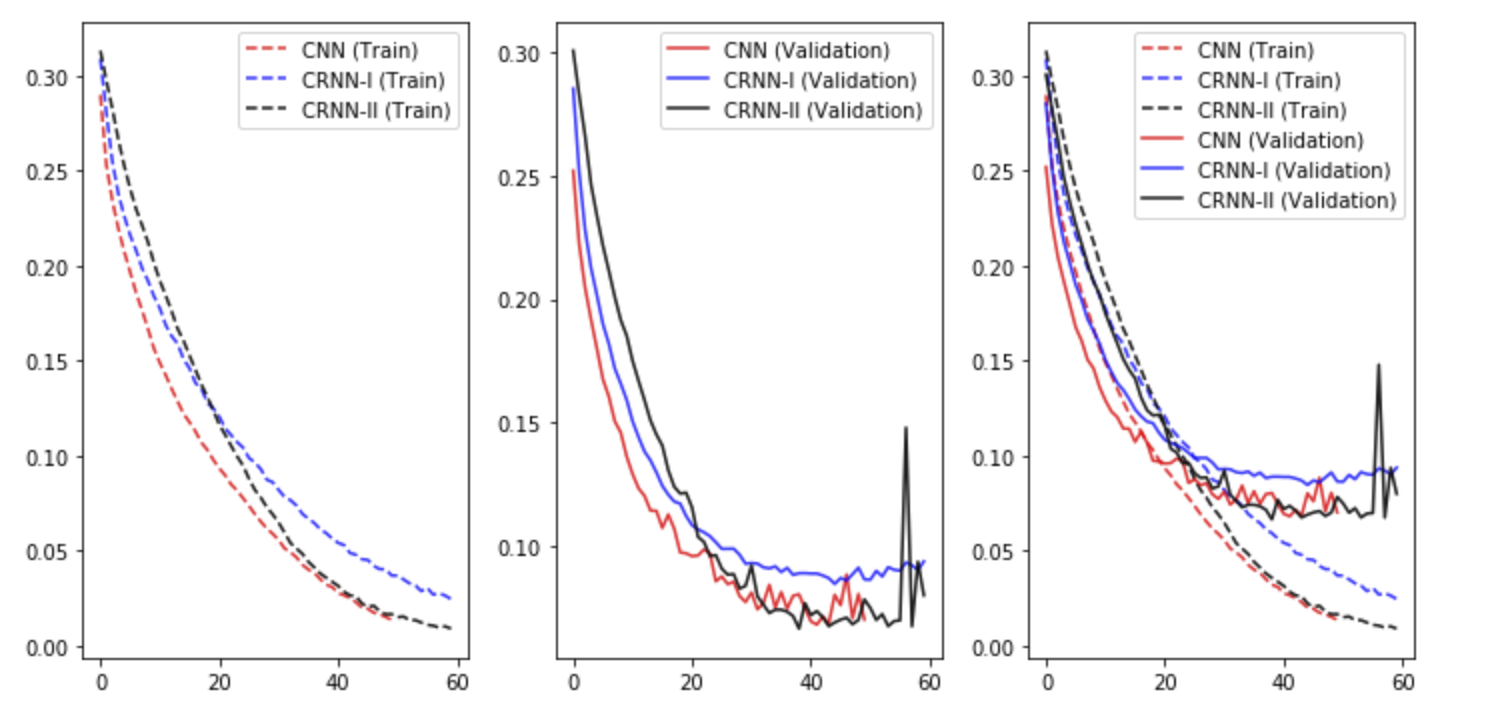 CNN (Train)
CRNN-I (Train)
CRNN-II (Train)
0.30
0.25
0.20
0.15
0.10
0.05
0.00
0 20 40 60
CNN (Validation)
CRNN-I (Validation)
CRNN-II (Validation)
0.30
0.25
0.20
0.15
0.10
0 20 40 60
CNN (Train)
CRNN-I (Train)
CRNN-II (Train)
CNN (Validation)
CRNN-I (Validation)
CRNN-II (Validation)
0.30
0.25
0.20
0.15
0.10
0.05
0.00
0 20 40 60